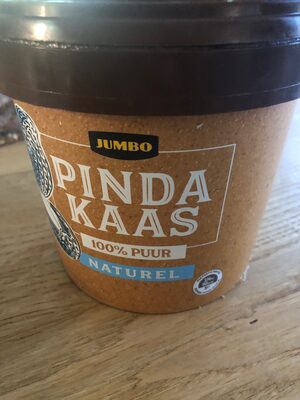 JUMBO
PINDA
KAAS
100% PUUR
NATUREL